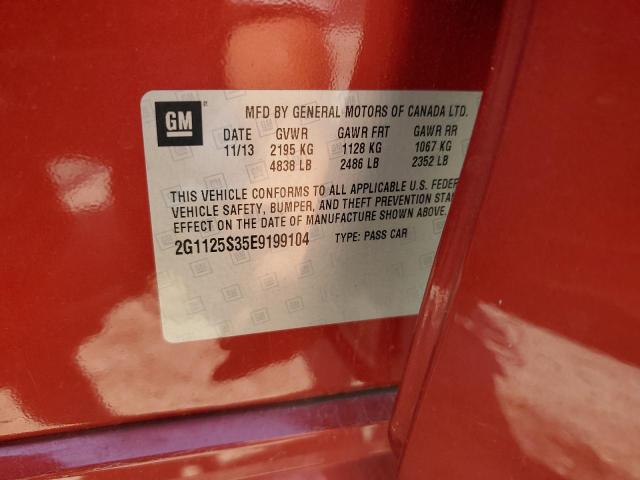 GM
MFD BY GENERAL MOTORS OF CANADA LTD.
DATE GVWR GAWR FRT GAWR RR
11/13 2195 KG 1128 KG 1067 KG
4838 LB 2486 LB 2352 LB
THIS VEHICLE CONFORMS TO ALL APPLICABLE U.S. FEDER
VEHICLE SAFETY, BUMPER, AND THEFT PREVENTION STA
EFFECT ON THE DATE OF MANUFACTURE SHOWN ABOVE.
2G1125S35E9199104 TYPE: PASS CAR